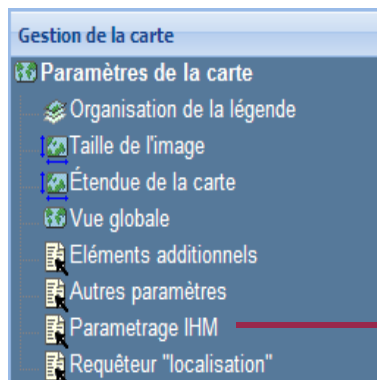 Gestion de la carte
Paramètres de la carte
Organisation de la légende
Taille de l'image
Étendue de la carte
Vue globale
Eléments additionnels
Autres paramètres
Parametrage IHM
Requêteur "localisation"